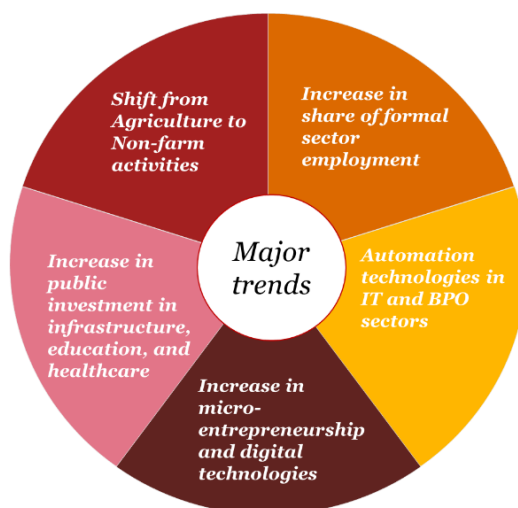 Shift from
Agriculture to
Non-farm
activities
Increase in
share of formal
sector
employment
Major
trends
Increase in
public
investment in
infrastructure,
education, and
healthcare
Automation
technologies in
IT and BPO
sectors
Increase in
micro-
entrepreneurship
and digital
technologies